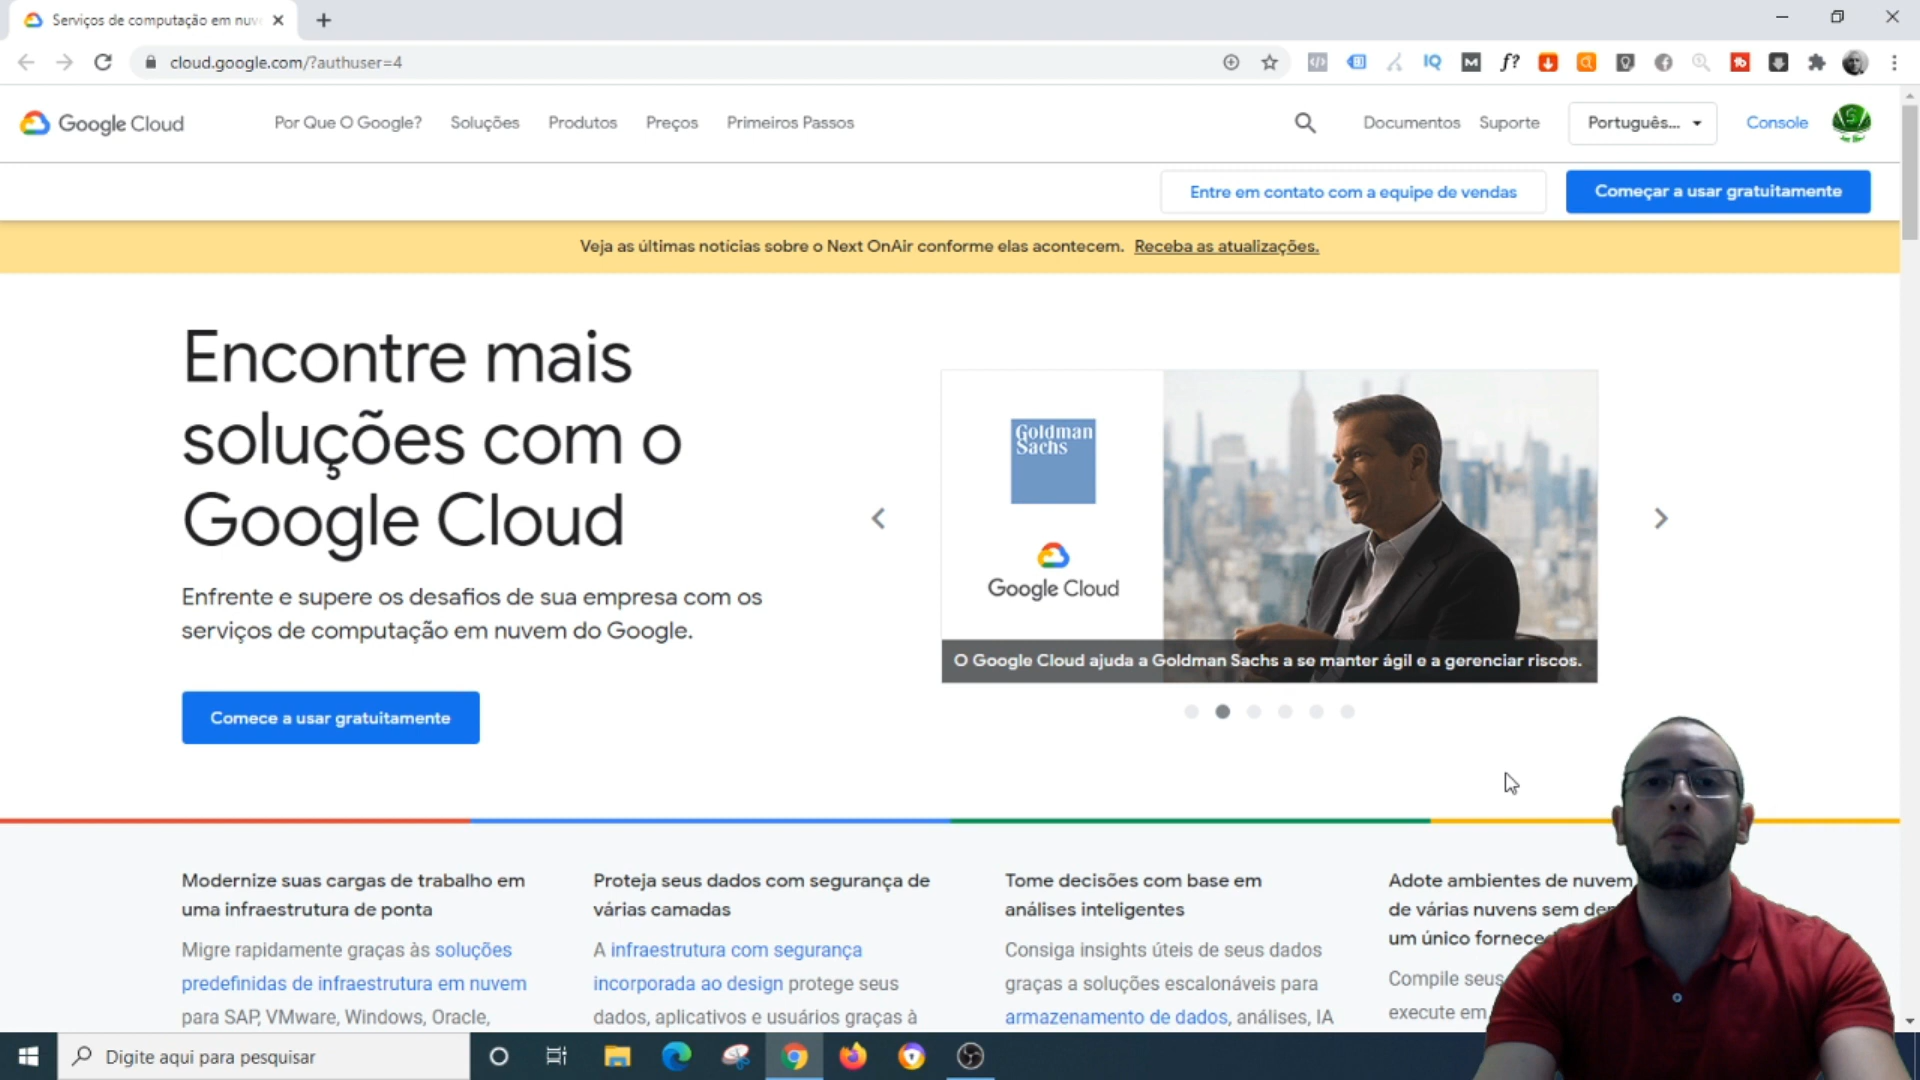 Serviços de computação em nuv
cloud.google.com/?authuser=4
IQ
M
f?
Google Cloud
Por Que O Google?
Soluções
Produtos
Preços
Primeiros Passos
Documentos
Suporte
Português...
Console
Entre em contato com a equipe de vendas
Começar a usar gratuitamente
Veja as últimas notícias sobre o Next OnAir conforme elas acontecem. Receba as atualizações.
Encontre mais
soluções com o
Google Cloud
Enfrente e supere os desafios de sua empresa com os
serviços de computação em nuvem do Google.
Comece a usar gratuitamente
Goldman
Sachs
Google Cloud
O Google Cloud ajuda a Goldman Sachs a se manter ágil e a gerenciar riscos.
Modernize suas cargas de trabalho em
uma infraestrutura de ponta
Migre rapidamente graças às soluções
predefinidas de infraestrutura em nuvem
para SAP, VMware, Windows, Oracle,
Proteja seus dados com segurança de
várias camadas
A infraestrutura com segurança
incorporada ao design protege seus
dados, aplicativos e usuários graças à
Tome decisões com base em
análises inteligentes
Consiga insights úteis de seus dados
graças a soluções escalonáveis para
armazenamento de dados, análises, IA
Adote ambientes de nuvem
de várias nuvens sem
um único
Compile seus
execute em
Digite aqui para pesquisar